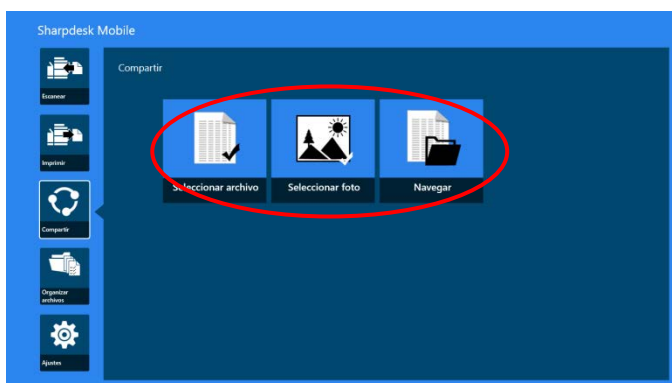 Sharpdesk Mobile
Escanear
Imprimir
Compartir
Organizar
archivos
Ajustes
Compartir
Seleccionar archivo
Seleccionar foto
Navegar